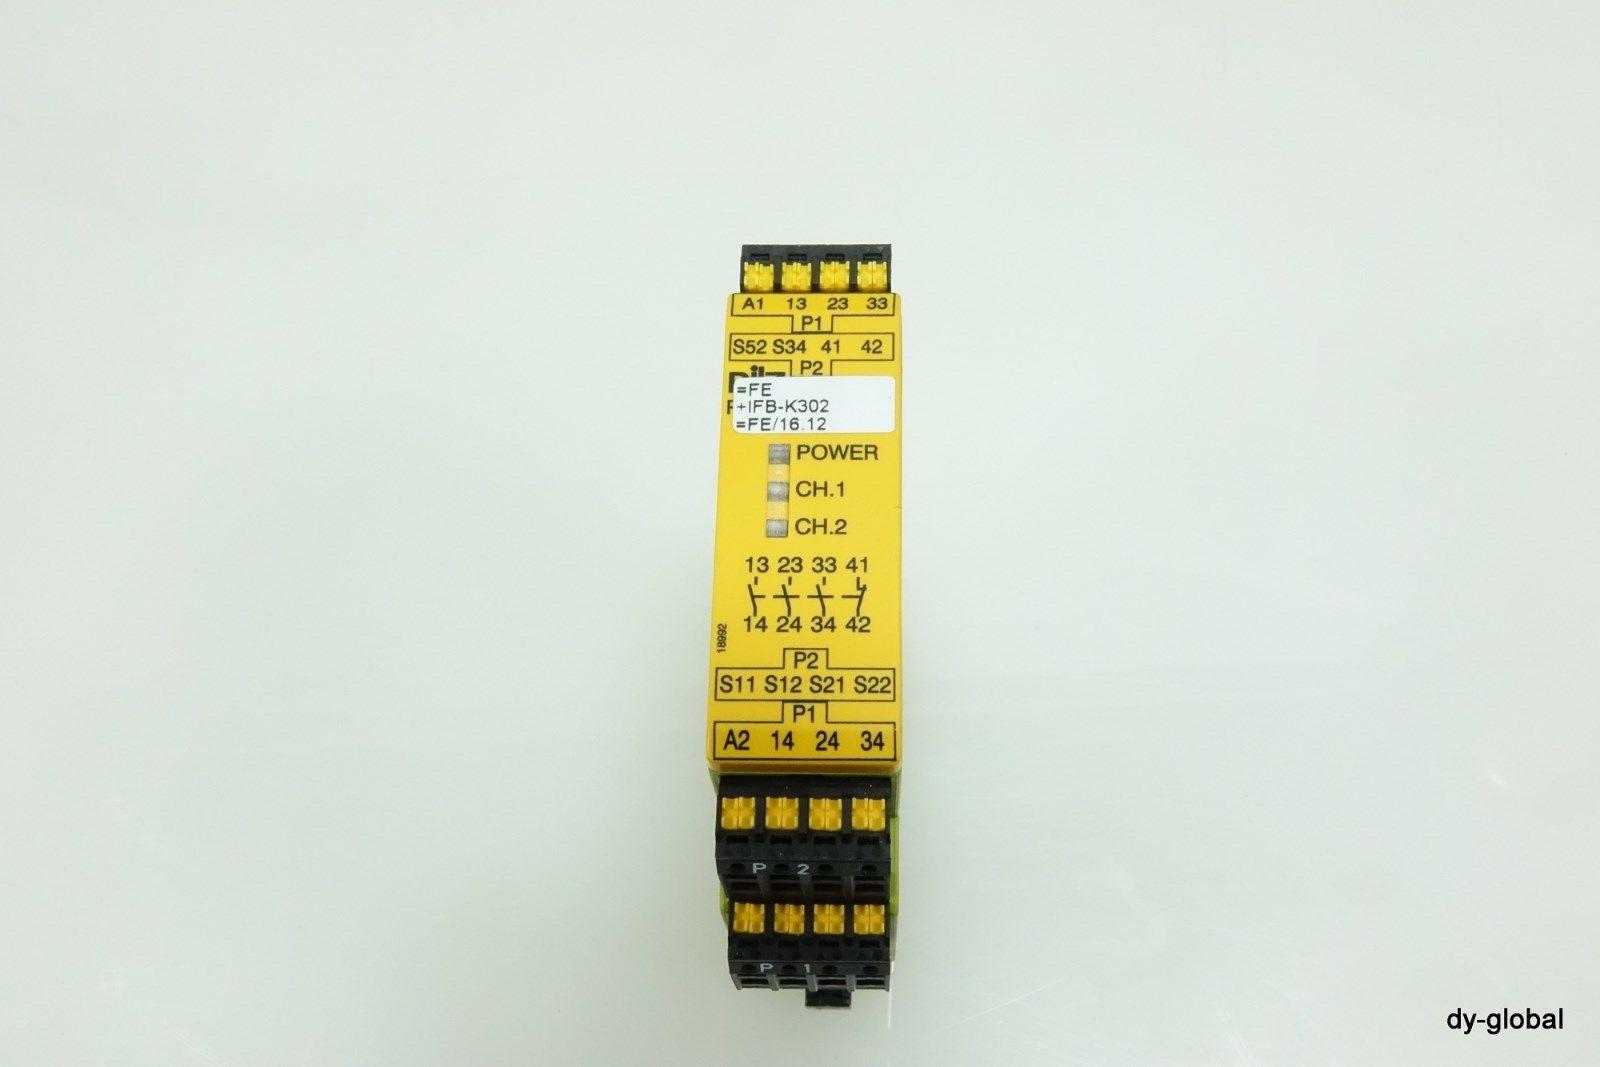 A1 13 23 33
P1
S52 S34 41 42
P2
=FE
+IFB-K302
=FE/16.12
POWER
CH.1
CH.2
13 23 33 41
14 24 34 42
18992
P2
S11 S12 S21 S22
P1
A2 14 24 34
P 2
P 1
dy-global